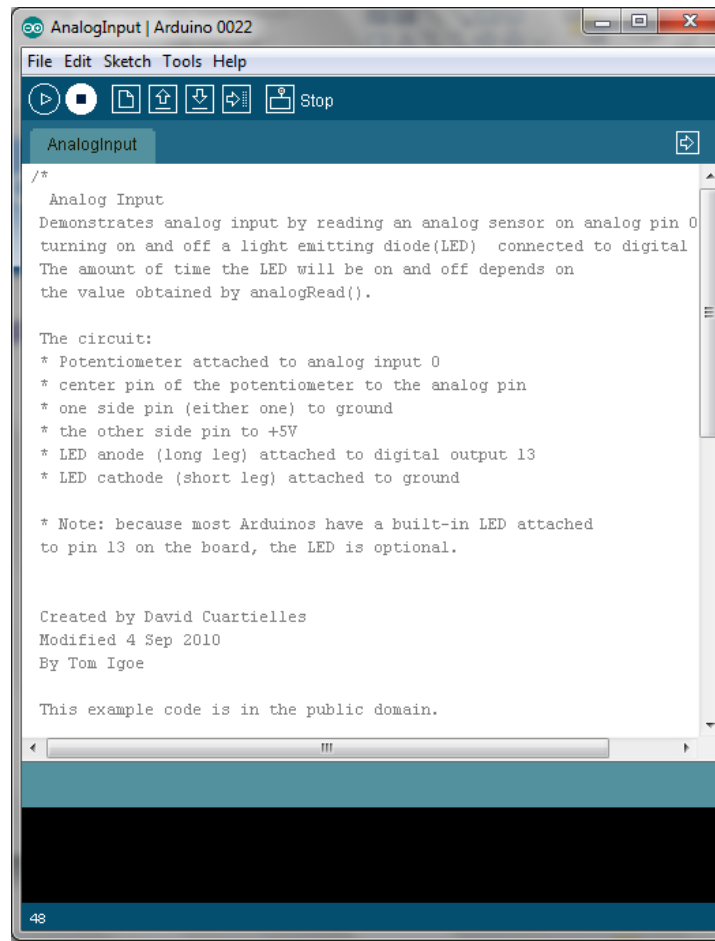 AnalogInput | Arduino 0022
File Edit Sketch Tools Help
Stop
AnalogInput
/*
Analog Input
Demonstrates analog input by reading an analog sensor on analog pin 0
turning on and off a light emitting diode(LED)  connected to digital
The amount of time the LED will be on and off depends on
the value obtained by analogRead().
The circuit:
* Potentiometer attached to analog input 0
* center pin of the potentiometer to the analog pin
* one side pin (either one) to ground
* the other side pin to +5V
* LED anode (long leg) attached to digital output 13
* LED cathode (short leg) attached to ground
* Note: because most Arduinos have a built-in LED attached
to pin 13 on the board, the LED is optional.
Created by David Cuartielles
Modified 4 Sep 2010
By Tom Igoe
This example code is in the public domain.
48